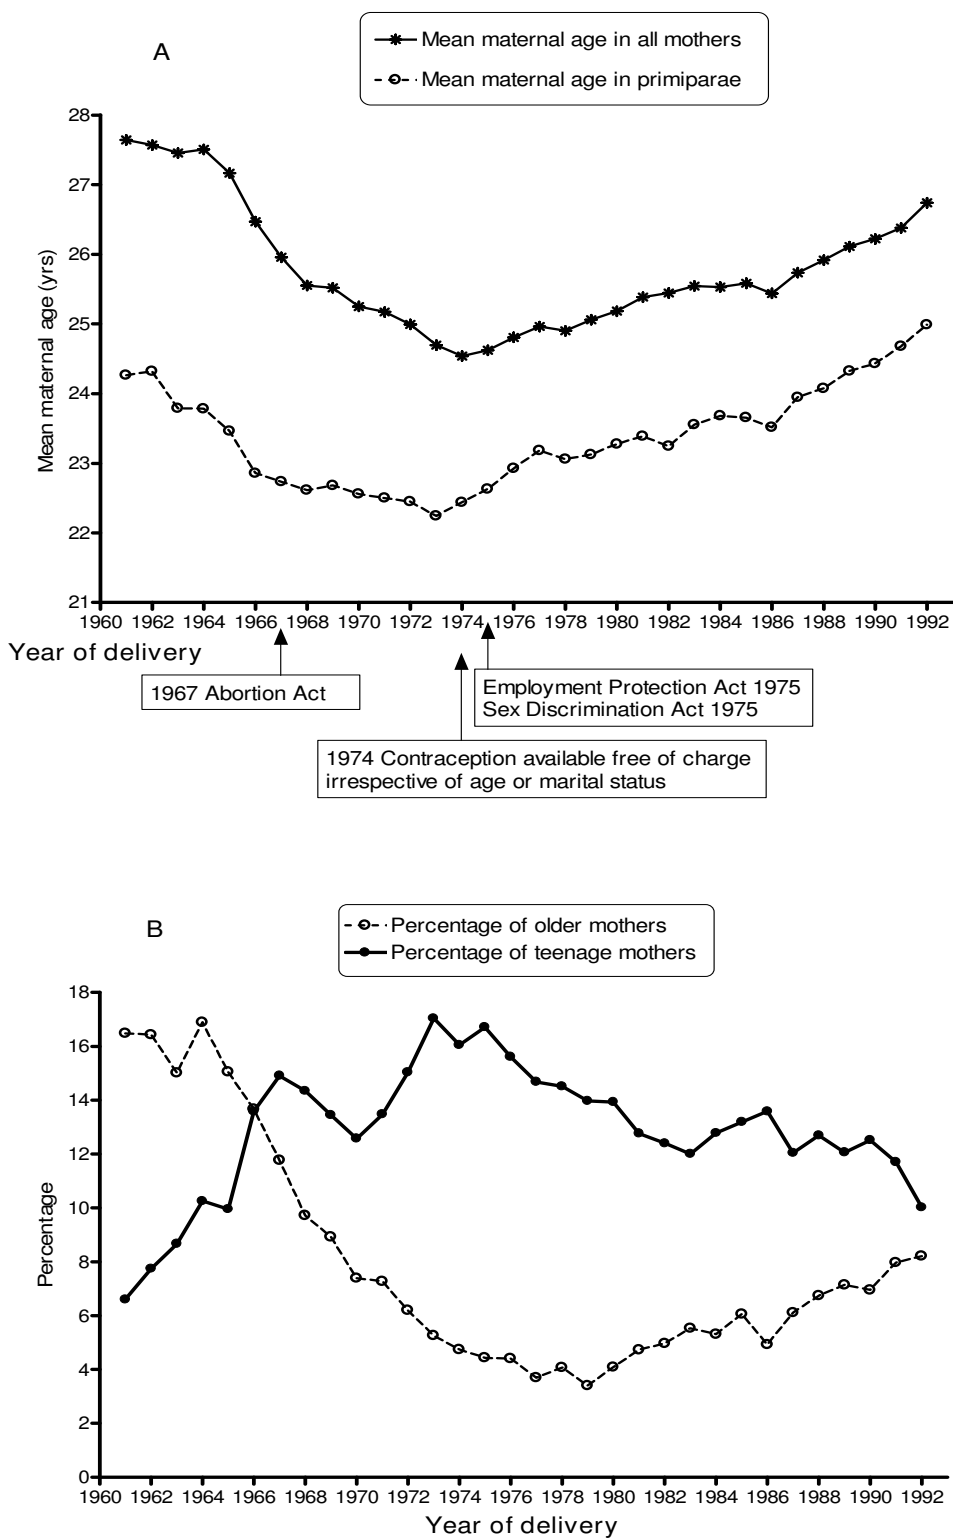 A
Mean maternal age in all mothers
Mean maternal age in primiparae
28
27
26
25
24
23
22
21
Mean maternal age (yrs)
1960 1962 1964 1966 1968 1970 1972 1974 1976 1978 1980 1982 1984 1986 1988 1990 1992
Year of delivery
1967 Abortion Act
Employment Protection Act 1975
Sex Discrimination Act 1975
1974 Contraception available free of charge
irrespective of age or marital status
B
Percentage of older mothers
Percentage of teenage mothers
18
16
14
12
10
8
6
4
2
0
Percentage
1960 1962 1964 1966 1968 1970 1972 1974 1976 1978 1980 1982 1984 1986 1988 1990 1992
Year of delivery